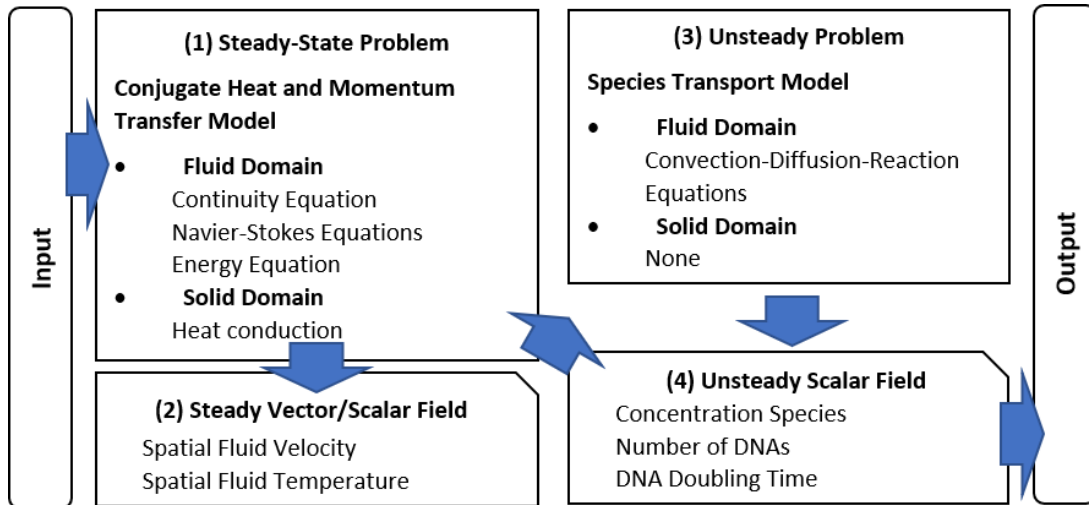 Input
(1) Steady-State Problem
Conjugate Heat and Momentum
Transfer Model
• Fluid Domain
Continuity Equation
Navier-Stokes Equations
Energy Equation
• Solid Domain
Heat conduction
(2) Steady Vector/Scalar Field
Spatial Fluid Velocity
Spatial Fluid Temperature
(3) Unsteady Problem
Species Transport Model
• Fluid Domain
Convection-Diffusion-Reaction
Equations
• Solid Domain
None
(4) Unsteady Scalar Field
Concentration Species
Number of DNAs
DNA Doubling Time
Output